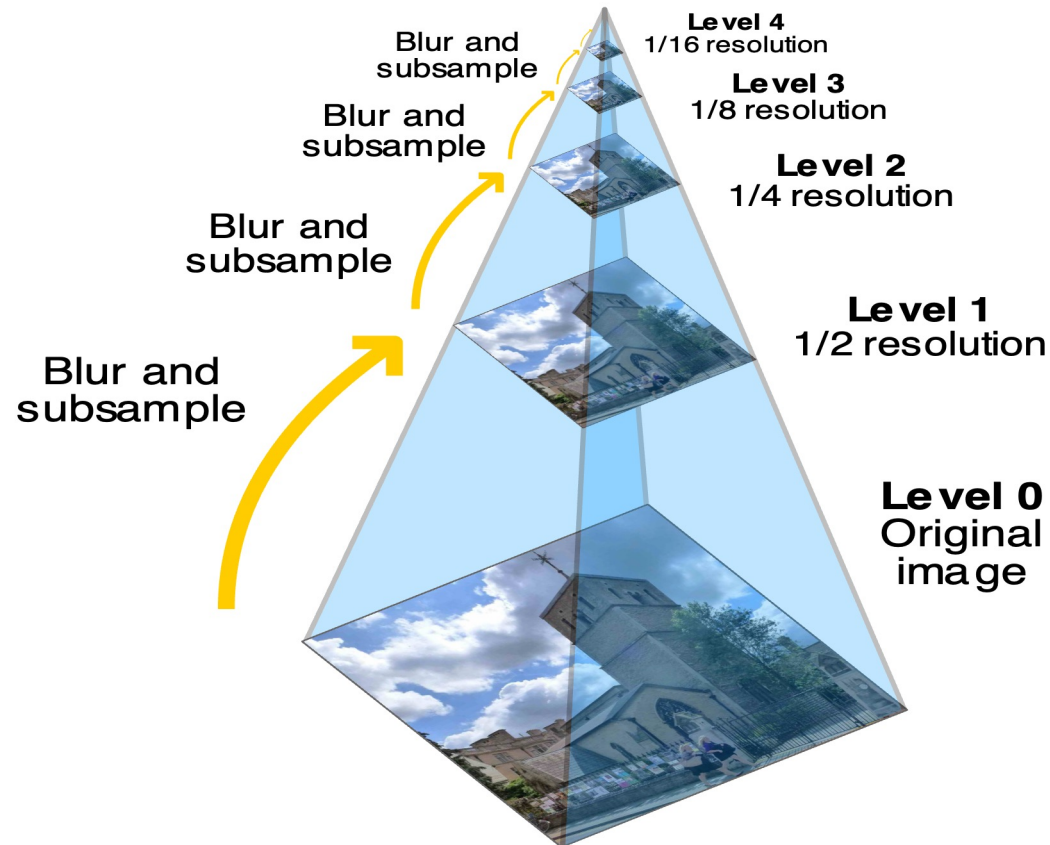 Level 4
1/16 resolution
Blur and
subsample
Level 3
1/8 resolution
Blur and
subsample
Level 2
1/4 resolution
Blur and
subsample
Level 1
1/2 resolution
Blur and
subsample
Level 0
Original
image